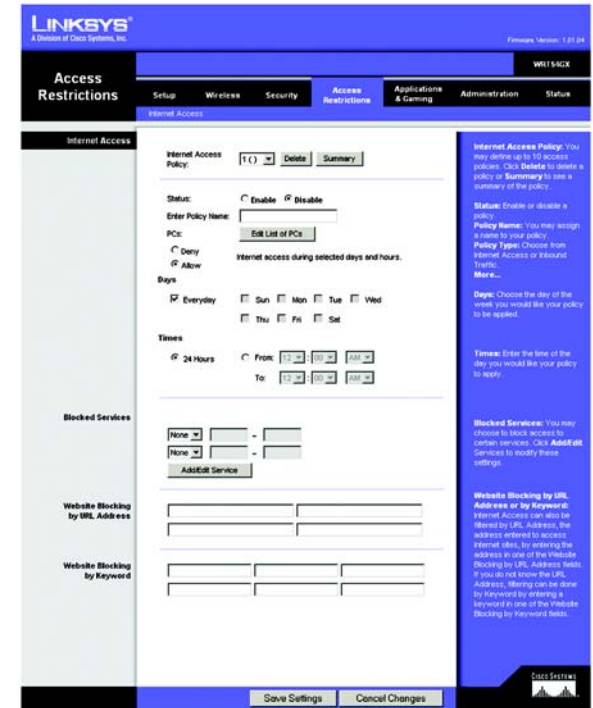 LINKSYS®
A Division of Cisco Systems, Inc.
Firmware Version: 1.01.04
WRT54GX
Access
Restrictions
Setup
Wireless
Security
Access
Restrictions
Applications
& Gaming
Administration
Status
Internet Access
Internet Access
Internet Access
Policy:
1 ()
Delete
Summary
Status:
Enable
Disable
Enter Policy Name:
PCs:
Edit List of PCs
Deny
Allow
Internet access during selected days and hours.
Days
Everyday
Sun
Mon
Tue
Wed
Thu
Fri
Sat
Times
24 Hours
From:
12 : 00 AM
To:
12 : 00 AM
Blocked Services
None -
None -
Add/Edit Service
Website Blocking
by URL Address
Website Blocking
by Keyword
Internet Access Policy: You
may define up to 10 access
policies. Click Delete to delete a
policy or Summary to see a
summary of the policy.
Status: Enable or disable a
policy.
Policy Name: You may assign
a name to your policy.
Policy Type: Choose from
Internet Access or Inbound
Traffic.
More...
Days: Choose the day of the
week you would like your policy
to be applied.
Times: Enter the time of the
day you would like your policy
to apply.
Blocked Services: You may
choose to block access to
certain services. Click Add/Edit
Services to modify these
settings.
Website Blocking by URL
Address or by Keyword:
Internet Access can also be
filtered by URL Address, the
address entered to access
Internet sites, by entering the
address in one of the Website
Blocking by URL Address fields.
If you do not know the URL
Address, filtering can be done
by Keyword by entering a
keyword in one of the Website
Blocking by Keyword fields.
Save Settings
Cancel Changes
CISCO SYSTEMS